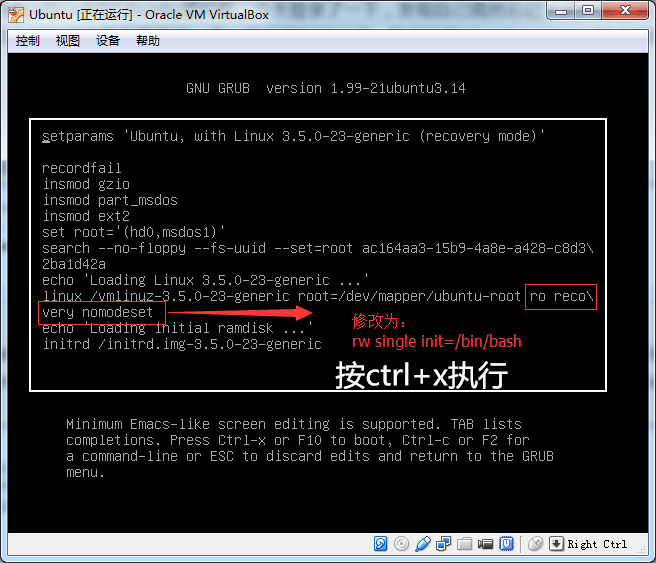 Ubuntu [正在运行] - Oracle VM VirtualBox
控制 视图 设备 帮助
GNU GRUB version 1.99-21ubuntu3.14
setparams 'Ubuntu, with Linux 3.5.0-23-generic (recovery mode)'
recordfail
insmod gzio
insmod part_msdos
insmod ext2
set root='(hd0,msdos1)'
search --no-floppy --fs-uuid --set=root ac164aa3-15b9-4a8e-a428-c8d3\
2ba1d42a
echo 'Loading Linux 3.5.0-23-generic ...'
linux /vmlinuz-3.5.0-23-generic root=/dev/mapper/ubuntu-root ro reco\
very nomodeset
echo 'Loading initial ramdisk ...'
initrd /initrd.img-3.5.0-23-generic
修改为:
rw single init=/bin/bash
按ctrl+x执行
Minimum Emacs-like screen editing is supported. TAB lists
completions. Press Ctrl-x or F10 to boot, Ctrl-c or F2 for
a command-line or ESC to discard edits and return to the GRUB
menu.
Right Ctrl